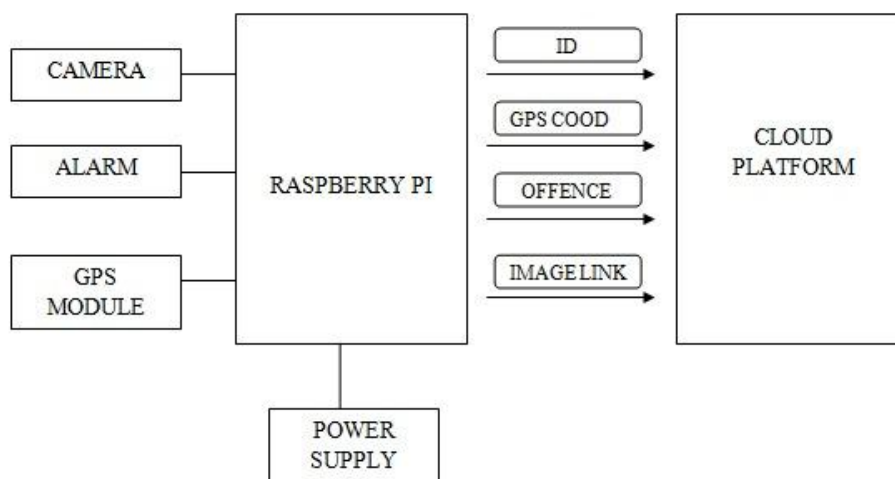 CAMERA
ALARM
GPS
MODULE
RASPBERRY PI
POWER
SUPPLY
ID
GPS COOD
OFFENCE
IMAGE LINK
CLOUD
PLATFORM